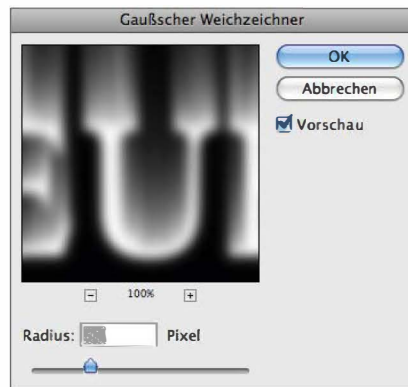 Gaußscher Weichzeichner
OK
Abbrechen
Vorschau
100%
Radius: Pixel